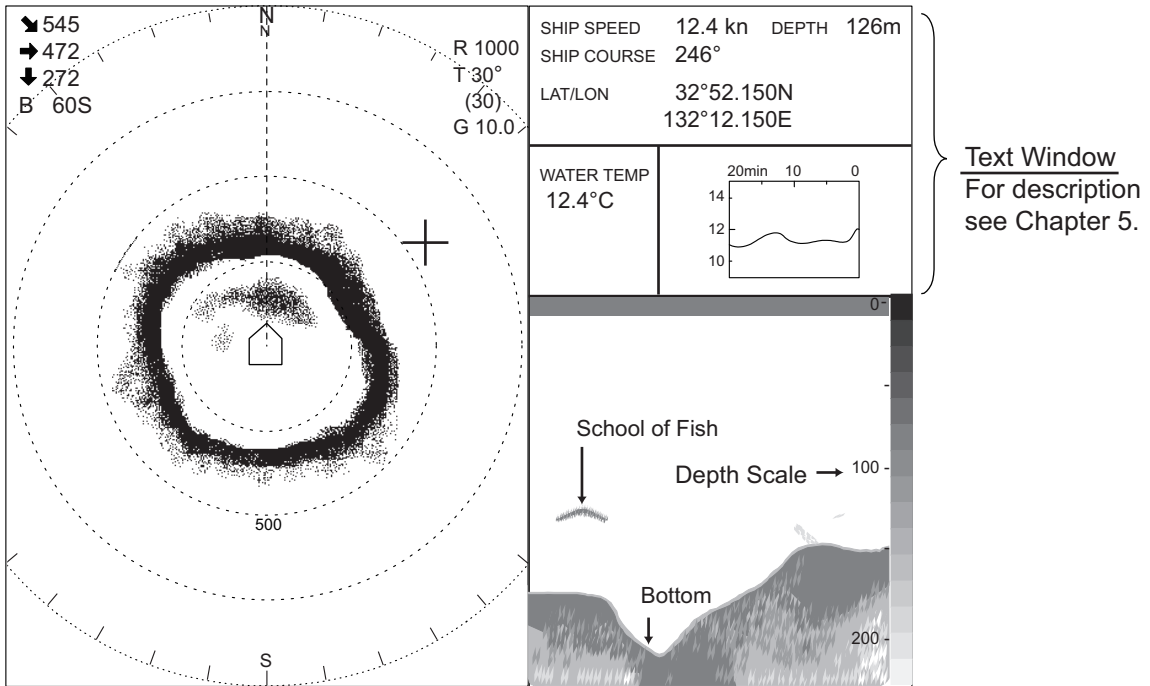 545
472
272
B 60S
N
N
R 1000
T 30°
(30)
G 10.0
500
S
SHIP SPEED 12.4 kn DEPTH 126m
SHIP COURSE 246°
LAT/LON 32°52.150N
132°12.150E
WATER TEMP
12.4°C
20min 10 0
14
12
10
Text Window
For description
see Chapter 5.
0
School of Fish
Depth Scale 100
Bottom
200